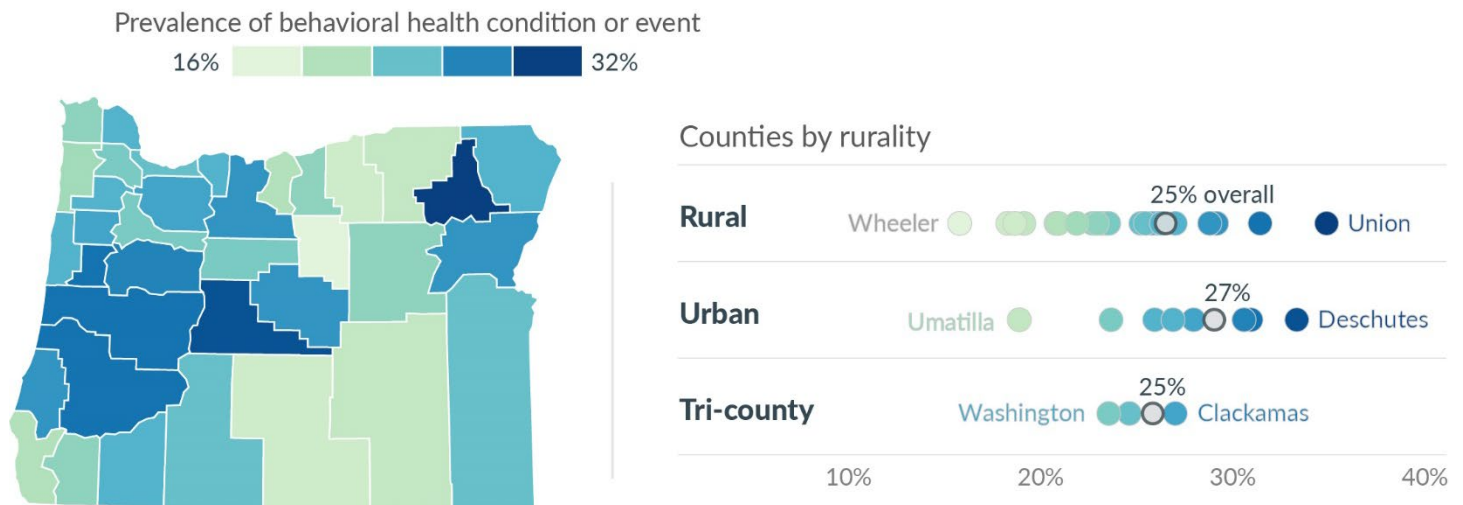 Prevalence of behavioral health condition or event
16% 32%
Counties by rurality
25% overall
Rural Wheeler Union
27%
Urban Umatilla Deschutes
25%
Tri-county Washington Clackamas
10% 20% 30% 40%